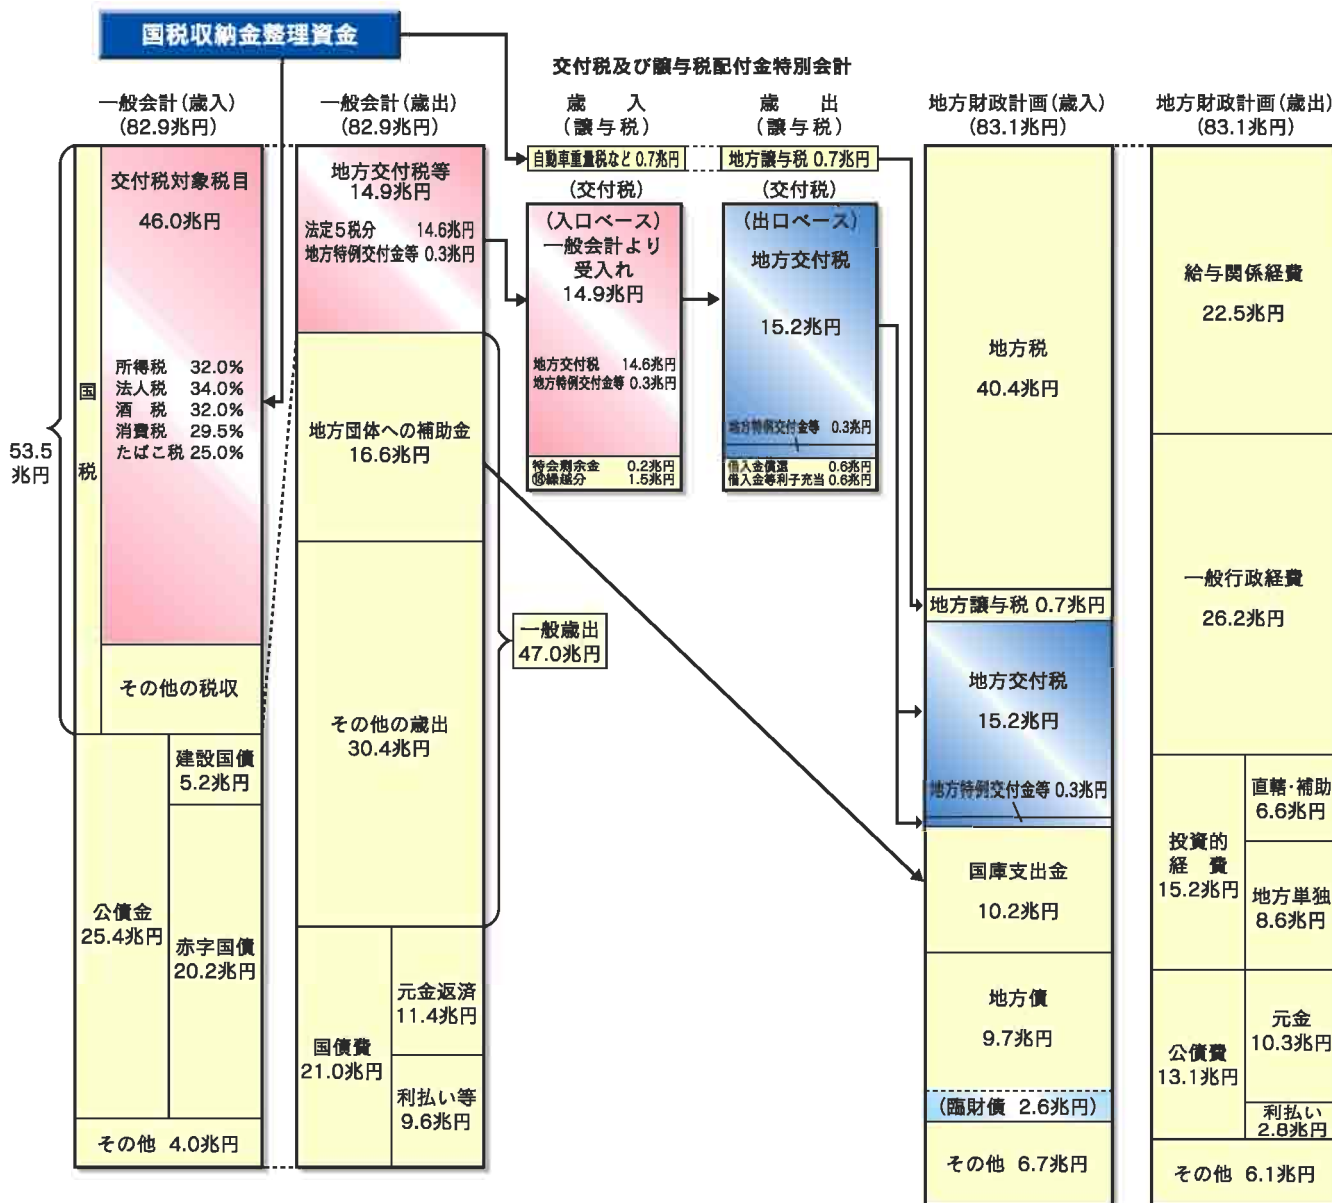 国税収納金整理資金
交付税及び譲与税配付金特別会計
一般会計(歳入)
(82.9兆円)
一般会計(歳出)
(82.9兆円)
歳 入
(譲与税)
歳 出
(譲与税)
地方財政計画(歳入)
(83.1兆円)
地方財政計画(歳出)
(83.1兆円)
53.5
兆円
国
税
交付税対象税目
46.0兆円
所得税 32.0%
法人税 34.0%
酒 税 32.0%
消費税 29.5%
たばこ税 25.0%
その他の税収
公債金
25.4兆円
建設国債
5.2兆円
赤字国債
20.2兆円
その他 4.0兆円
地方交付税等
14.9兆円
法定5税分 14.6兆円
地方特例交付金等 0.3兆円
地方団体への補助金
16.6兆円
その他の歳出
30.4兆円
一般歳出
47.0兆円
国債費
21.0兆円
元金返済
11.4兆円
利払い等
9.6兆円
自動車重量税など 0.7兆円
(交付税)
(入口ベース)
一般会計より
受入れ
14.9兆円
地方交付税 14.6兆円
地方特例交付金等 0.3兆円
特会剰余金 0.2兆円
⑱繰越分 1.5兆円
地方譲与税 0.7兆円
(交付税)
(出口ベース)
地方交付税
15.2兆円
地方特例交付金等 0.3兆円
借入金償還 0.6兆円
借入金等利子充当 0.6兆円
地方税
40.4兆円
地方譲与税 0.7兆円
地方交付税
15.2兆円
地方特例交付金等 0.3兆円
国庫支出金
10.2兆円
地方債
9.7兆円
(臨財債 2.6兆円)
その他 6.7兆円
給与関係経費
22.5兆円
一般行政経費
26.2兆円
投資的
経 費
15.2兆円
直轄・補助
6.6兆円
地方単独
8.6兆円
公債費
13.1兆円
元金
10.3兆円
利払い
2.8兆円
その他 6.1兆円